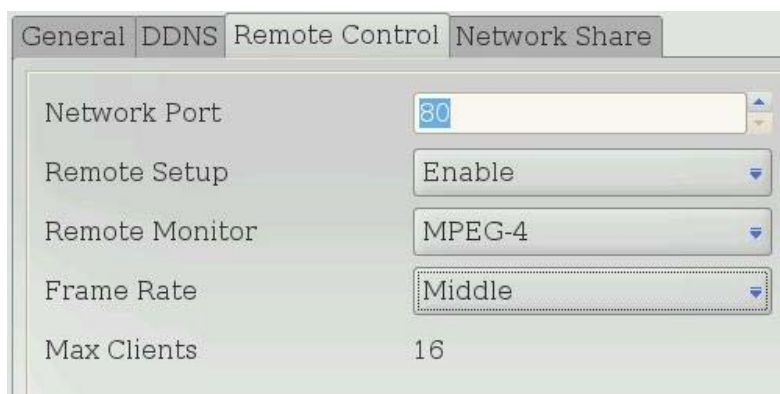 General DDNS Remote Control Network Share
Network Port 80
Remote Setup Enable
Remote Monitor MPEG-4
Frame Rate Middle
Max Clients 16